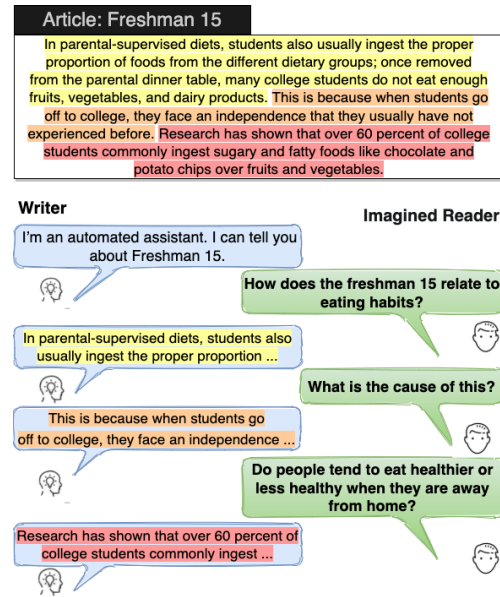 Article: Freshman 15
In parental-supervised diets, students also usually ingest the proper
proportion of foods from the different dietary groups; once removed
from the parental dinner table, many college students do not eat enough
fruits, vegetables, and dairy products. This is because when students go
off to college, they face an independence that they usually have not
experienced before. Research has shown that over 60 percent of college
students commonly ingest sugary and fatty foods like chocolate and
potato chips over fruits and vegetables.
Writer
Imagined Reader
I'm an automated assistant. I can tell you
about Freshman 15.
How does the freshman 15 relate to
eating habits?
In parental-supervised diets, students also
usually ingest the proper proportion ...
What is the cause of this?
This is because when students go
off to college, they face an independence ...
Do people tend to eat healthier or
less healthy when they are away
from home?
Research has shown that over 60 percent of
college students commonly ingest ...